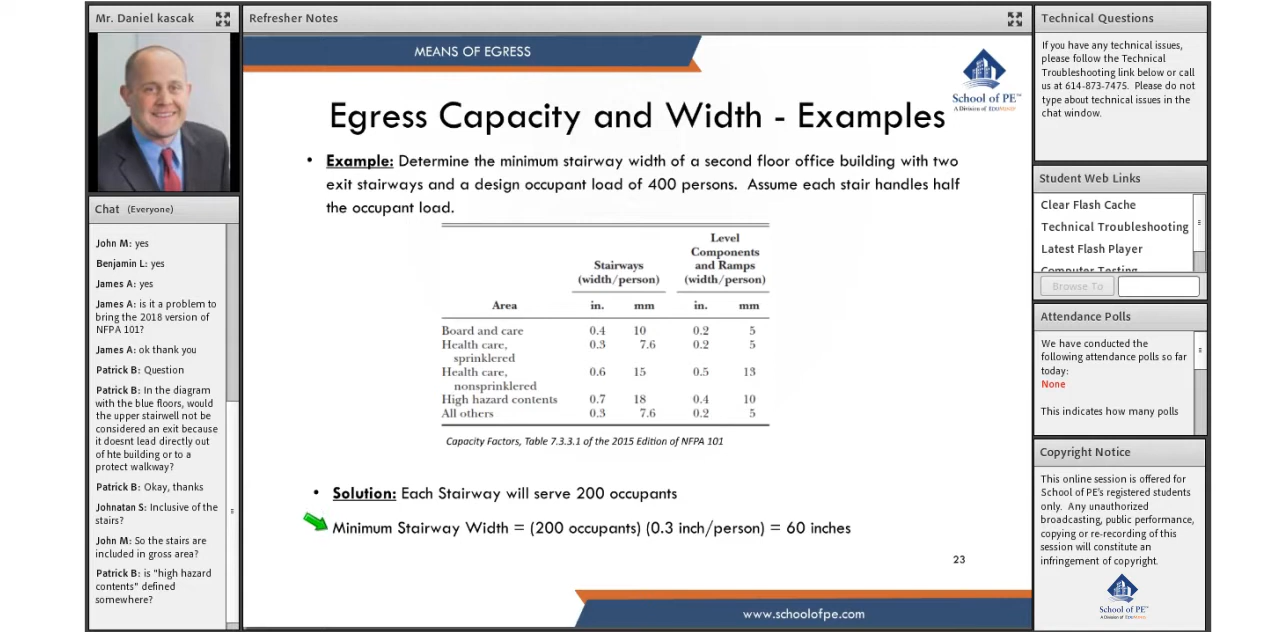 Mr. Daniel kascak
Chat (Everyone)
John M: yes
Benjamin L: yes
James A: yes
James A: is it a problem to
bring the 2018 version of
NFPA 101?
James A: ok thank you
Patrick B: Question
Patrick B: In the diagram
with the blue floors, would
the upper stairwell not be
considered an exit because
it doesnt lead directly out
of hte building or to a
protect walkway?
Patrick B: Okay, thanks
Johnatan S: Inclusive of the
stairs?
John M: So the stairs are
included in gross area?
Patrick B: is "high hazard
contents" defined
somewhere?
Refresher Notes
MEANS OF EGRESS
School of PE™
A Division of EDUMIND
Egress Capacity and Width - Examples
• Example: Determine the minimum stairway width of a second floor office building with two
exit stairways and a design occupant load of 400 persons. Assume each stair handles half
the occupant load.
Level
Components
Stairways and Ramps
(width/person) (width/person)
Area in. mm in. mm
Board and care 0.4 10 0.2 5
Health care, 0.3 7.6 0.2 5
sprinklered
Health care, 0.6 15 0.5 13
nonsprinklered
High hazard contents 0.7 18 0.4 10
All others 0.3 7.6 0.2 5
Capacity Factors, Table 7.3.3.1 of the 2015 Edition of NFPA 101
• Solution: Each Stairway will serve 200 occupants
Minimum Stairway Width = (200 occupants) (0.3 inch/person) = 60 inches
23
www.schoolofpe.com
Technical Questions
If you have any technical issues,
please follow the Technical
Troubleshooting link below or call
us at 614-873-7475. Please do not
type about technical issues in the
chat window.
Student Web Links
Clear Flash Cache
Technical Troubleshooting
Latest Flash Player
Computer Testing
Browse To
Attendance Polls
We have conducted the
following attendance polls so far
today:
None
This indicates how many polls
Copyright Notice
This online session is offered for
School of PE's registered students
only. Any unauthorized
broadcasting, public performance,
copying or re-recording of this
session will constitute an
infringement of copyright.
School of PE™
A Division of EDUMIND